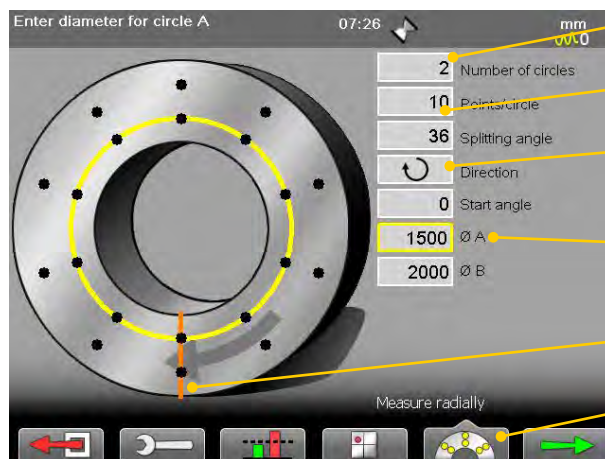 Enter diameter for circle A
07:26
mm
0
2 Number of circles
10 Points/circle
36 Splitting angle
Direction
0 Start angle
1500 Ø A
2000 Ø B
Measure radially